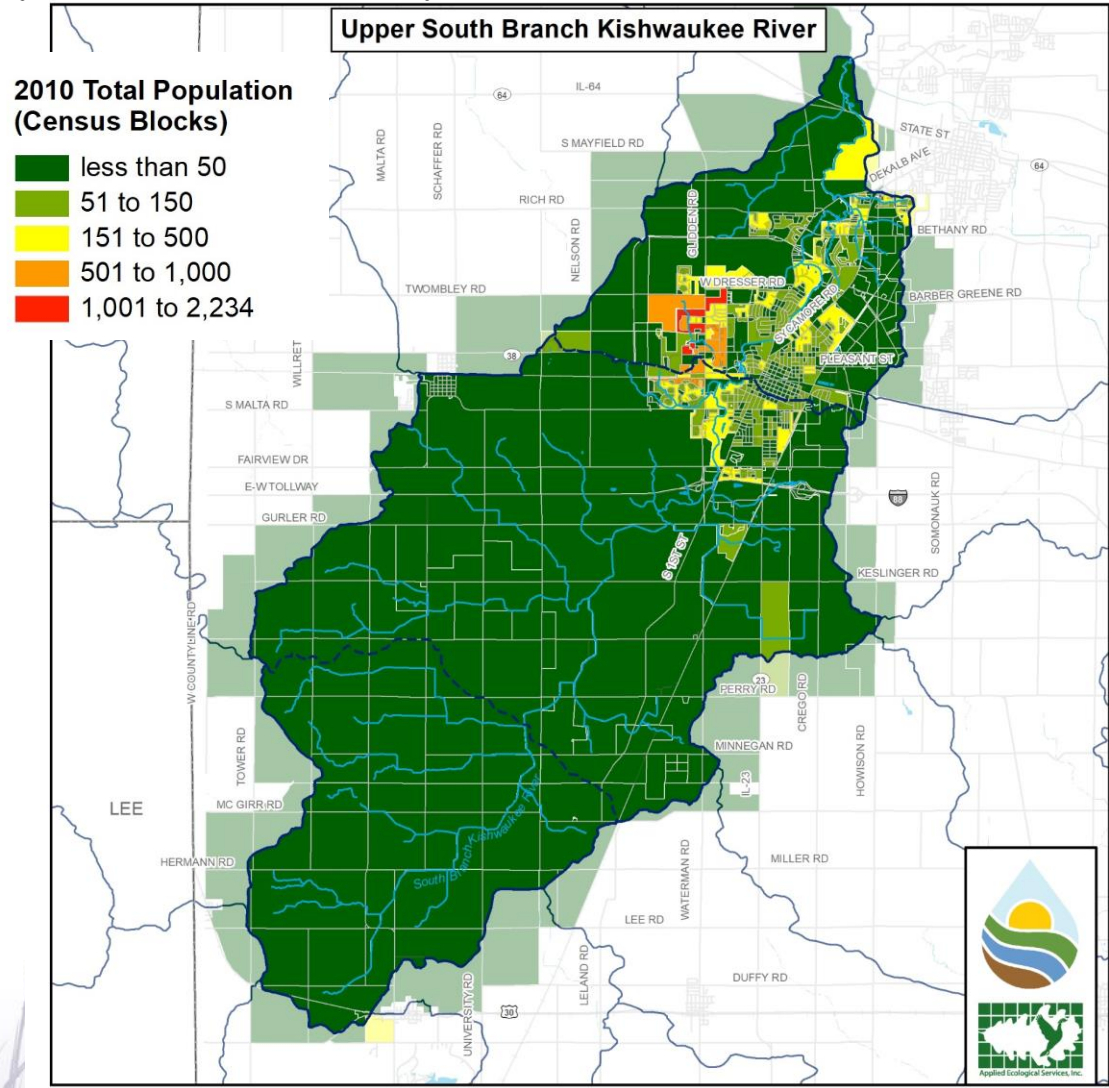 Upper South Branch Kishwaukee River
2010 Total Population
(Census Blocks)
less than 50
51 to 150
151 to 500
501 to 1,000
1,001 to 2,234
IL-64
64
STATE ST
S MAYFIELD RD
MALTA RD
SCHAFFER RD
DEKALB AVE
64
RICH RD
GLIDDEN RD
NELSON RD
BETHANY RD
W DRESSER RD
TWOMBLEY RD
BARBER GREENE RD
SYCAMORE RD
38
PLEASANT ST
WILLRET
S MALTA RD
FAIRVIEW DR
E-W TOLLWAY
88
SOMONAUK RD
GURLER RD
S 1ST ST
KESLINGER RD
W COUNTYLINE RD
23
PERRY RD
CREGO RD
TOWER RD
MINNEGAN RD
IL-23
HOWISON RD
LEE
MC GIRR RD
South Branch Kishwaukee River
HERMANN RD
MILLER RD
WATERMAN RD
LEE RD
UNIVERSITY RD
LELAND RD
DUFFY RD
30
Applied Ecological Services, Inc.